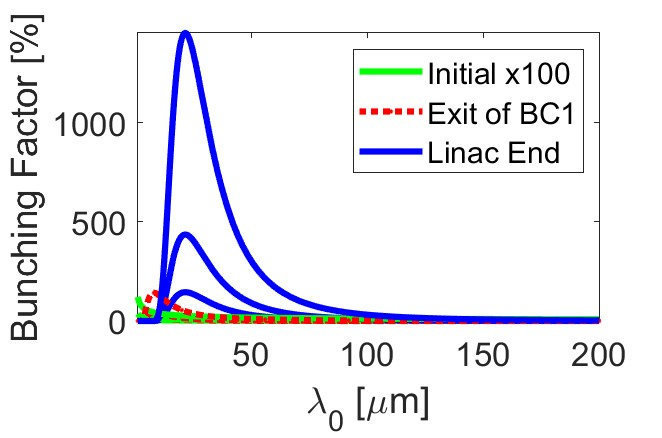 Bunching Factor [%]
1000
500
0
Initial x100
Exit of BC1
Linac End
50
100
150
200
λ0 [μm]